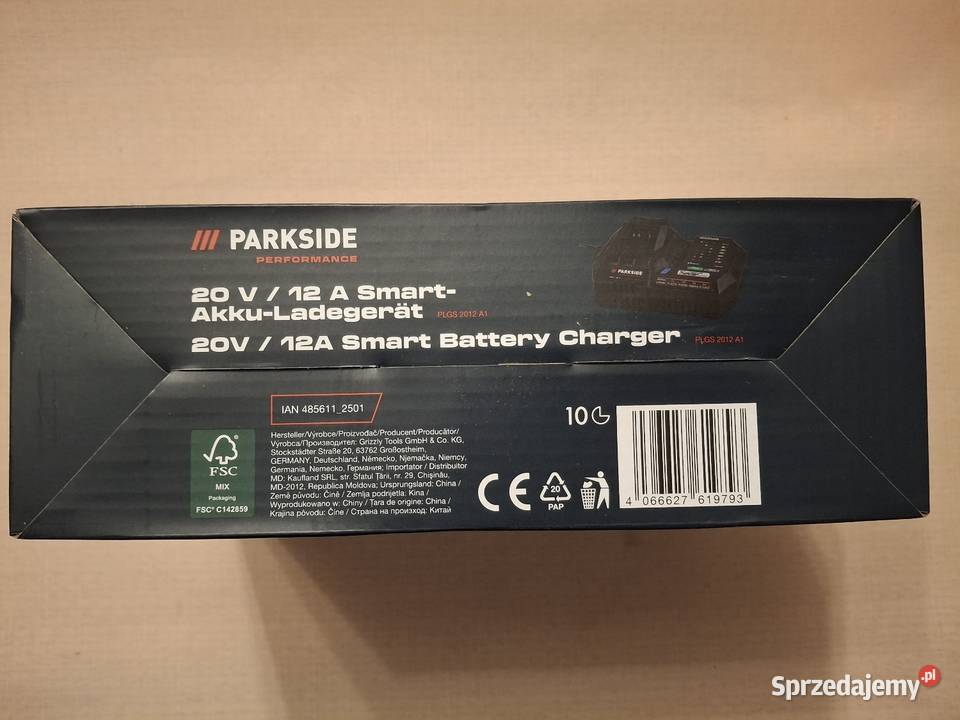 PARKSIDE
PERFORMANCE
20 V / 12 A Smart-
Akku-Ladegerät PLGS 2012 A1
20V / 12A Smart Battery Charger PLGS 2012 A1
PARKSIDE
IAN 485611_2501
10
FSC
MIX
Packaging
FSC® C142859
Hersteller/Výrobce/Proizvođač/Producent/Producător/
Výrobca/Производител: Grizzly Tools GmbH & Co. KG,
Stockstädter Straße 20, 63762 Großostheim,
GERMANY, Deutschland, Německo, Njemačka, Niemcy,
Germania, Nemecko, Германия; Importator / Distribuitor
MD: Kaufland SRL, str. Sfatul Țării, nr. 29, Chişinău,
MD-2012, Republica Moldova; Ursprungsland: China /
Země původu: Čína / Zemlja podrijetla: Kina /
Wyprodukowano w: Chiny / Țara de origine: China /
Krajina pôvodu: Čína / Страна на произход: Китай
CE
20
PAP
4 066627 619793
Sprzedajemy.pl